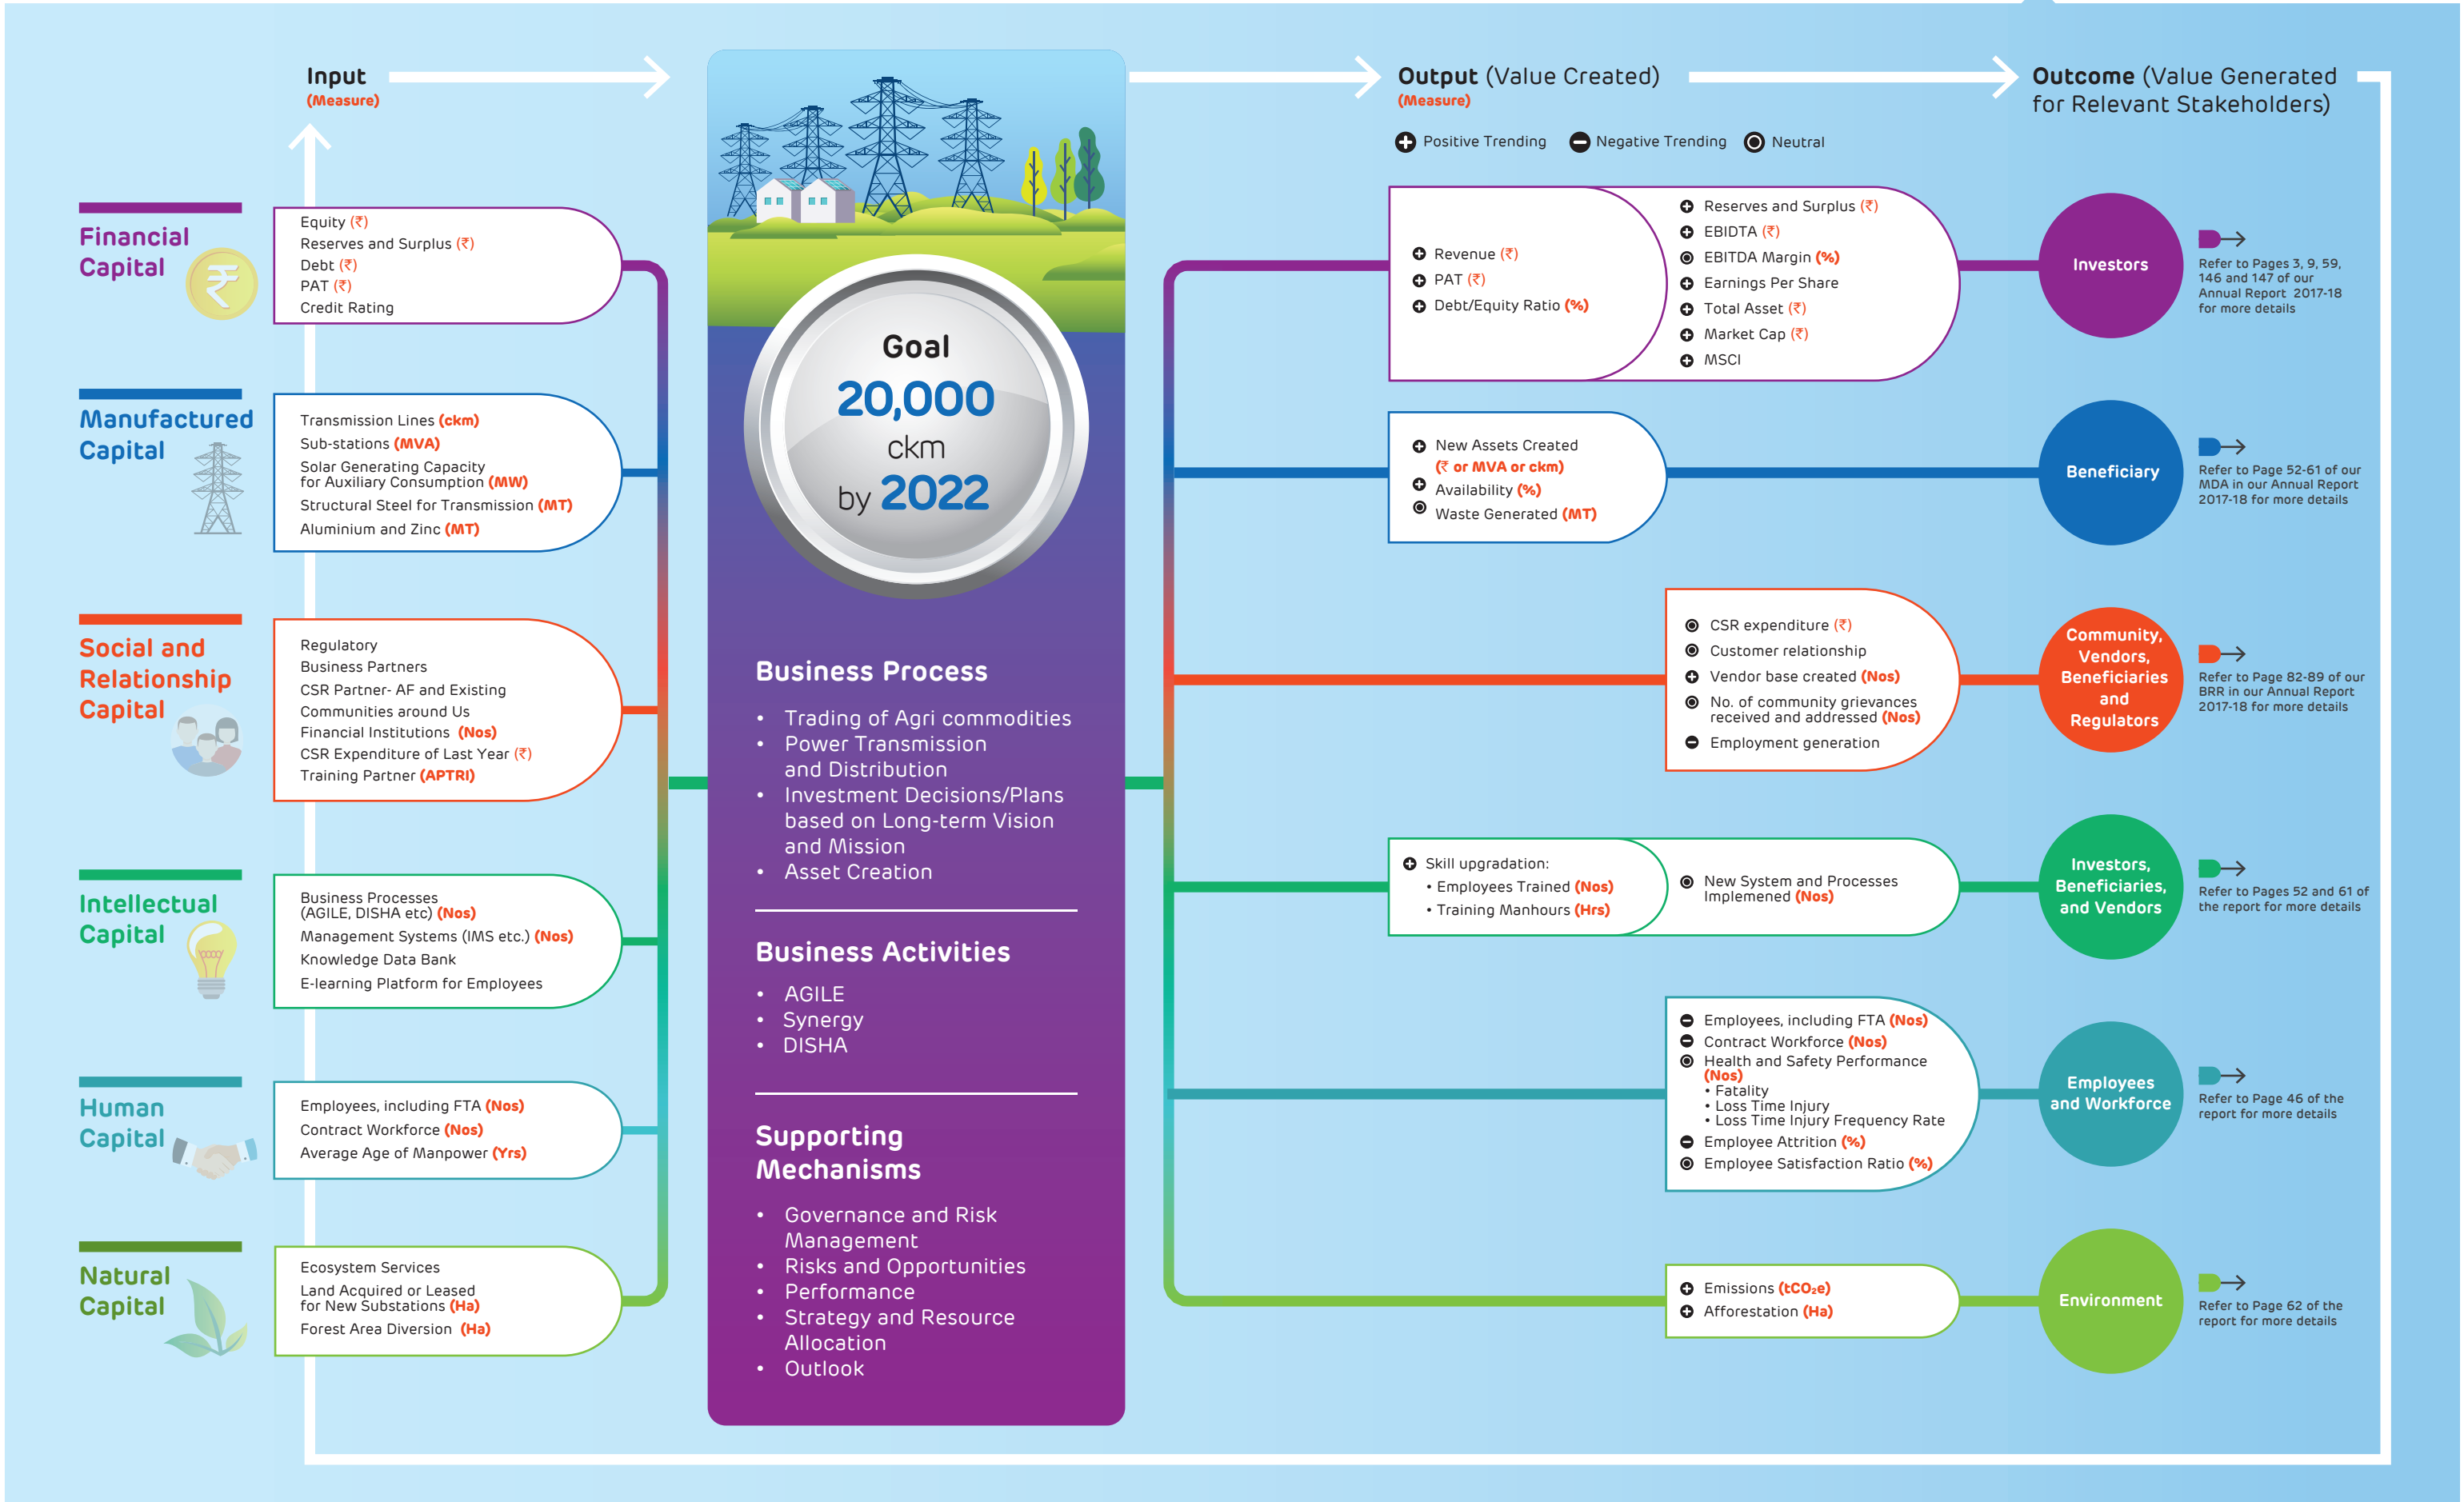 Input
(Measure)
Output (Value Created)
(Measure)
Outcome (Value Generated
for Relevant Stakeholders)
Positive Trending
Negative Trending
Neutral
Financial
Capital
₹
Equity (₹)
Reserves and Surplus (₹)
Debt (₹)
PAT (₹)
Credit Rating
Manufactured
Capital
Transmission Lines (ckm)
Sub-stations (MVA)
Solar Generating Capacity
for Auxiliary Consumption (MW)
Structural Steel for Transmission (MT)
Aluminium and Zinc (MT)
Social and
Relationship
Capital
Regulatory
Business Partners
CSR Partner- AF and Existing
Communities around Us
Financial Institutions (Nos)
CSR Expenditure of Last Year (₹)
Training Partner (APTRI)
Intellectual
Capital
Business Processes
(AGILE, DISHA etc) (Nos)
Management Systems (IMS etc.) (Nos)
Knowledge Data Bank
E-learning Platform for Employees
Human
Capital
Employees, including FTA (Nos)
Contract Workforce (Nos)
Average Age of Manpower (Yrs)
Natural
Capital
Ecosystem Services
Land Acquired or Leased
for New Substations (Ha)
Forest Area Diversion (Ha)
Goal
20,000
ckm
by 2022
Business Process
• Trading of Agri commodities
• Power Transmission
and Distribution
• Investment Decisions/Plans
based on Long-term Vision
and Mission
• Asset Creation
Business Activities
• AGILE
• Synergy
• DISHA
Supporting
Mechanisms
• Governance and Risk
Management
• Risks and Opportunities
• Performance
• Strategy and Resource
Allocation
• Outlook
Revenue (₹)
PAT (₹)
Debt/Equity Ratio (%)
Reserves and Surplus (₹)
EBIDTA (₹)
EBITDA Margin (%)
Earnings Per Share
Total Asset (₹)
Market Cap (₹)
MSCI
Investors
Refer to Pages 3, 9, 59,
146 and 147 of our
Annual Report 2017-18
for more details
New Assets Created
(₹ or MVA or ckm)
Availability (%)
Waste Generated (MT)
Beneficiary
Refer to Page 52-61 of our
MDA in our Annual Report
2017-18 for more details
CSR expenditure (₹)
Customer relationship
Vendor base created (Nos)
No. of community grievances
received and addressed (Nos)
Employment generation
Community,
Vendors,
Beneficiaries
and
Regulators
Refer to Page 82-89 of our
BRR in our Annual Report
2017-18 for more details
Skill upgradation:
• Employees Trained (Nos)
• Training Manhours (Hrs)
New System and Processes
Implemened (Nos)
Investors,
Beneficiaries,
and Vendors
Refer to Pages 52 and 61 of
the report for more details
Employees, including FTA (Nos)
Contract Workforce (Nos)
Health and Safety Performance
(Nos)
• Fatality
• Loss Time Injury
• Loss Time Injury Frequency Rate
Employee Attrition (%)
Employee Satisfaction Ratio (%)
Employees
and Workforce
Refer to Page 46 of the
report for more details
Emissions (tCO₂e)
Afforestation (Ha)
Environment
Refer to Page 62 of the
report for more details